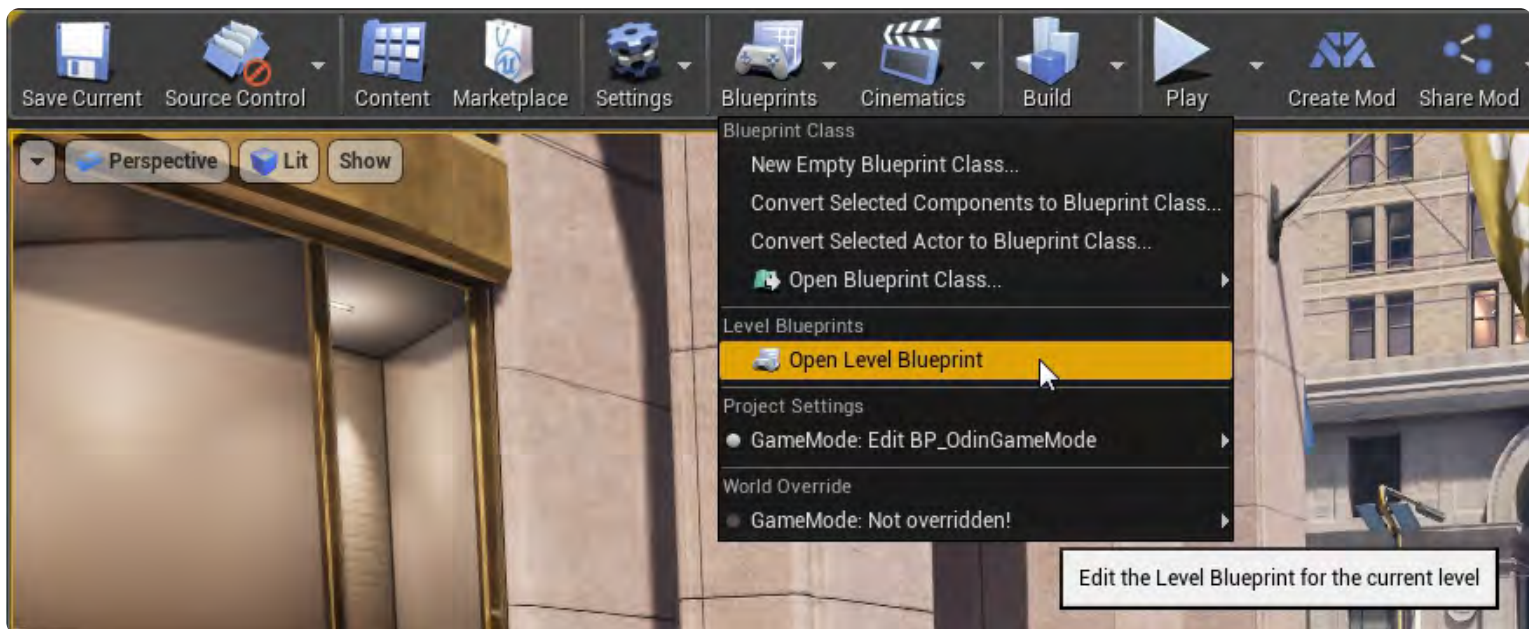 Save Current
Source Control
Content
Marketplace
Settings
Blueprints
Cinematics
Build
Play
Create Mod
Share Mod
Perspective
Lit
Show
Blueprint Class
New Empty Blueprint Class...
Convert Selected Components to Blueprint Class...
Convert Selected Actor to Blueprint Class...
Open Blueprint Class...
Level Blueprints
Open Level Blueprint
Project Settings
GameMode: Edit BP_OdinGameMode
World Override
GameMode: Not overridden!
Edit the Level Blueprint for the current level